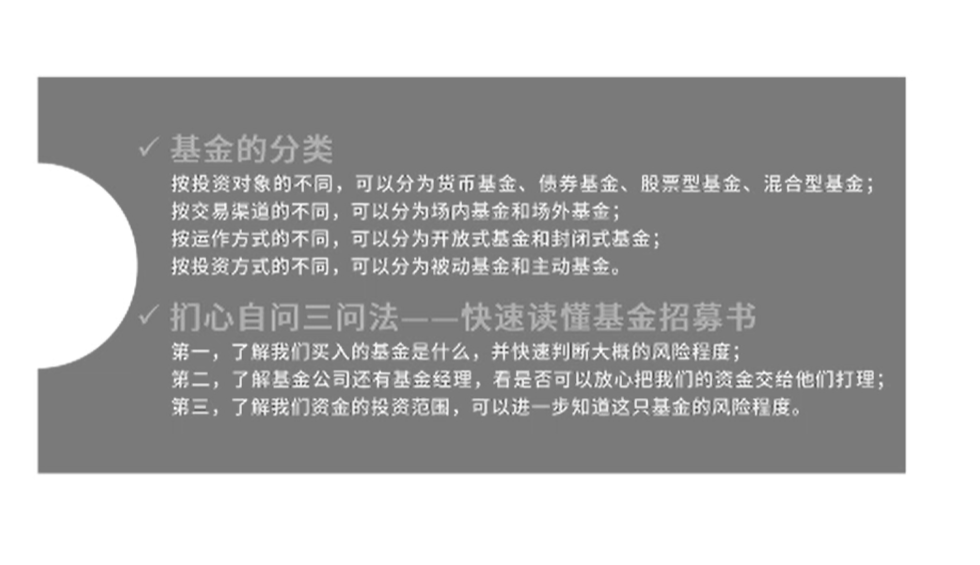 ✓ 基金的分类
按投资对象的不同，可以分为货币基金、债券基金、股票型基金、混合型基金；
按交易渠道的不同，可以分为场内基金和场外基金；
按运作方式的不同，可以分为开放式基金和封闭式基金；
按投资方式的不同，可以分为被动基金和主动基金。
✓ 扪心自问三问法——快速读懂基金招募书
第一，了解我们买入的基金是什么，并快速判断大概的风险程度；
第二，了解基金公司还有基金经理，看是否可以放心把我们的资金交给他们打理；
第三，了解我们资金的投资范围，可以进一步知道这只基金的风险程度。